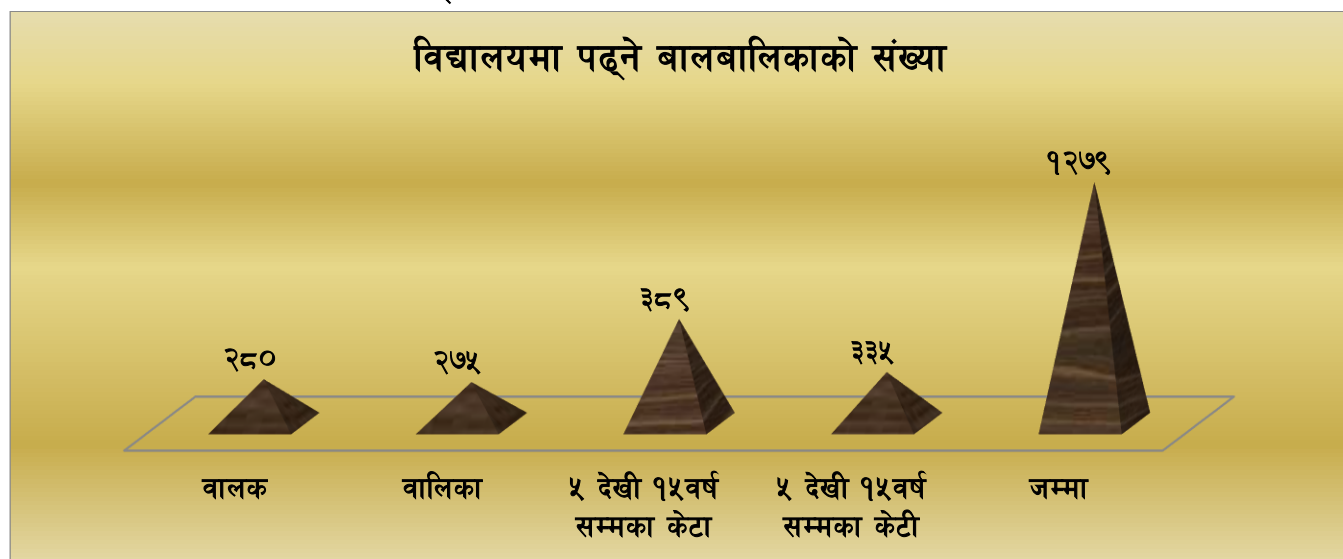 विद्यालयमा पढ्ने बालबालिकाको संख्या
१२७९
३८९
३३५
२८०
२७५
वालक
वालिका
५ देखी १५वर्ष
सम्मका केटा
५ देखी १५वर्ष
सम्मका केटी
जम्मा